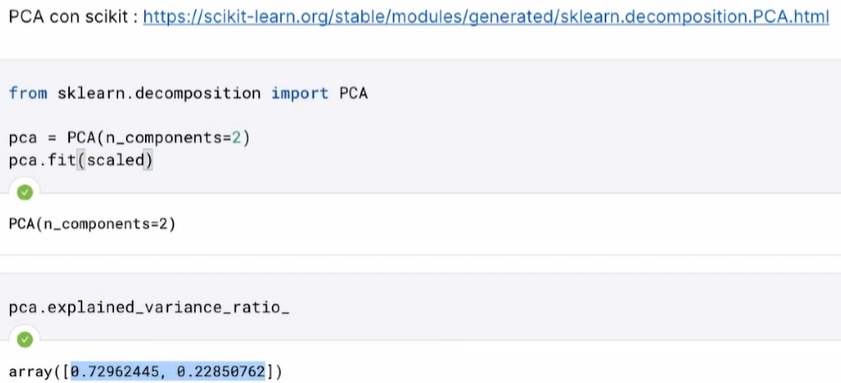 PCA con scikit : https://scikit-learn.org/stable/modules/generated/sklearn.decomposition.PCA.html
from sklearn.decomposition import PCA
pca = PCA(n_components=2)
pca.fit(scaled)
PCA(n_components=2)
pca.explained_variance_ratio_
array([0.72962445, 0.22850762])